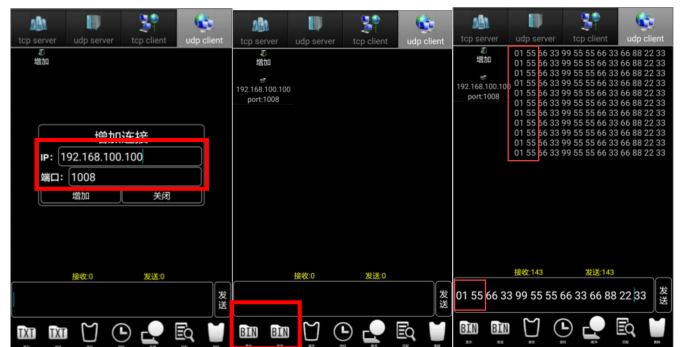 tcp server udp server tcp client udp client
增加
增加连接
IP: 192.168.100.100
端口: 1008
增加 关闭
接收:0 发送:0
发送
TXT TXT
tcp server udp server tcp client udp client
增加
192.168.100.100
port:1008
接收:0 发送:0
发送
BIN BIN
tcp server udp server tcp client udp client
增加
192.168.100.100
port:1008
01 55 66 33 99 55 55 66 33 66 88 22 33
01 55 66 33 99 55 55 66 33 66 88 22 33
01 55 66 33 99 55 55 66 33 66 88 22 33
01 55 66 33 99 55 55 66 33 66 88 22 33
01 55 66 33 99 55 55 66 33 66 88 22 33
01 55 66 33 99 55 55 66 33 66 88 22 33
01 55 66 33 99 55 55 66 33 66 88 22 33
01 55 66 33 99 55 55 66 33 66 88 22 33
01 55 66 33 99 55 55 66 33 66 88 22 33
01 55 66 33 99 55 55 66 33 66 88 22 33
01 55 66 33 99 55 55 66 33 66 88 22 33
接收:143 发送:143
01 55 66 33 99 55 55 66 33 66 88 22 33
发送
BIN BIN